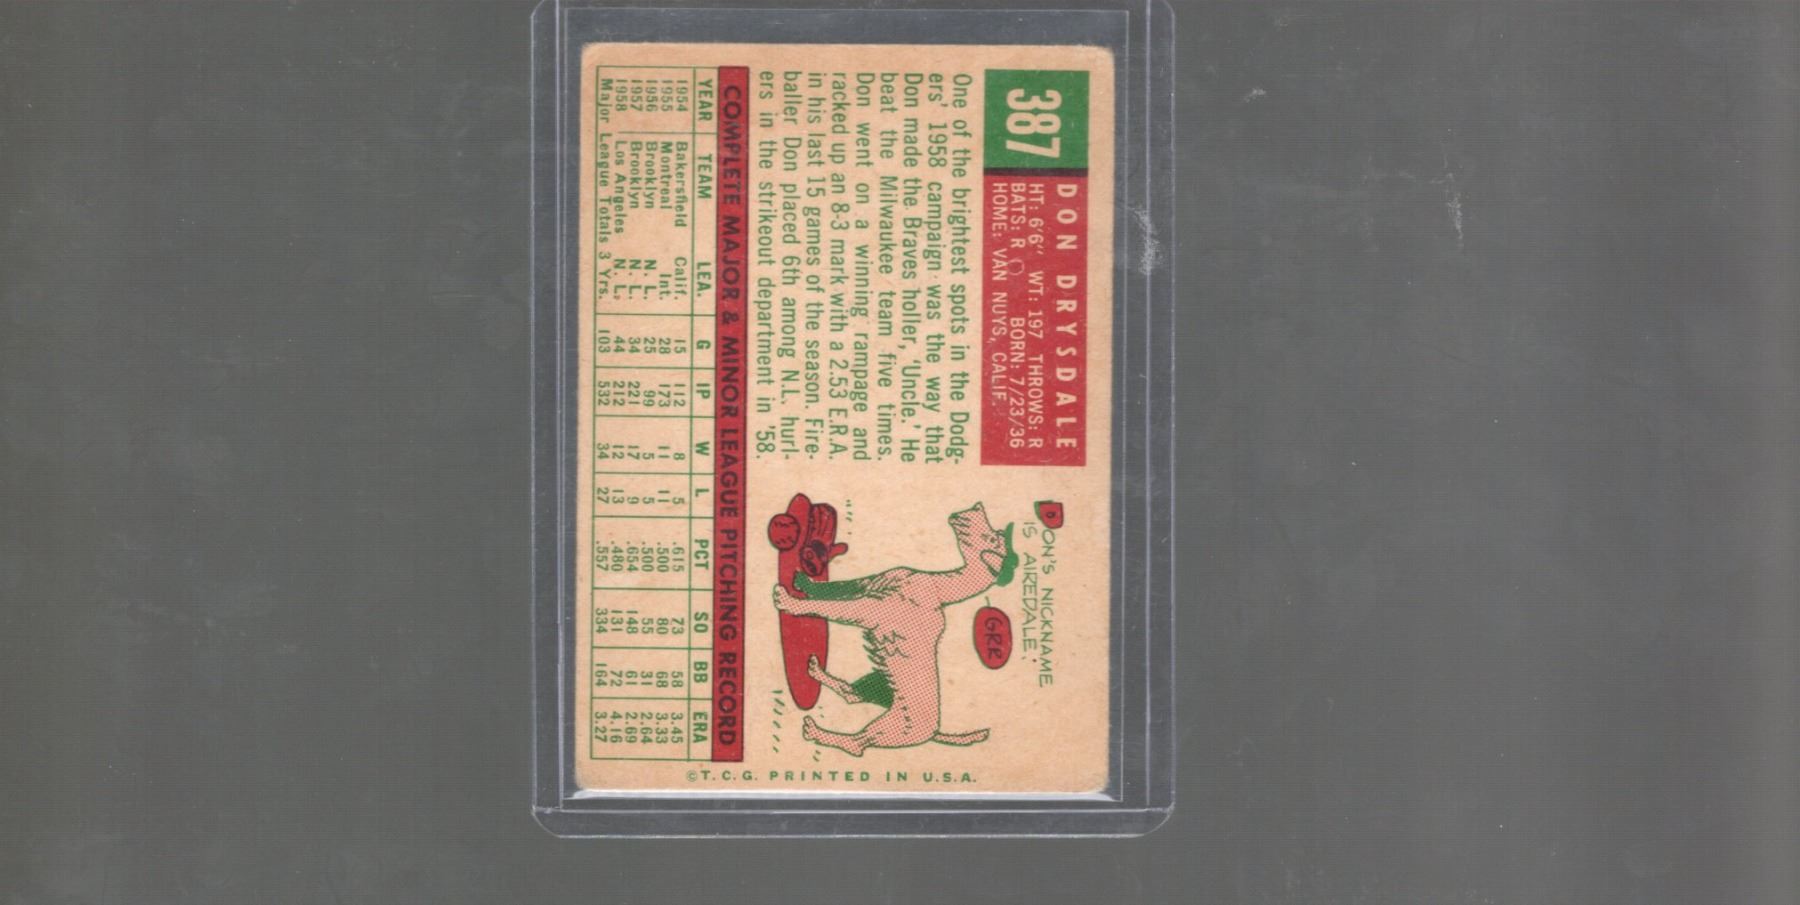 387
DON DRYSDALE
HT: 6'6" WT: 197 THROWS: R
BATS: R BORN: 7/23/36
HOME: VAN NUYS, CALIF.
One of the brightest spots in the Dodg-
ers' 1958 campaign was the way that
Don made the Braves holler, 'Uncle.' He
beat the Milwaukee team five times.
Don went on a winning rampage and
racked up an 8-3 mark with a 2.53 E.R.A.
in his last 15 games of the season. Fire-
baller Don placed 6th among N.L. hurl-
ers in the strikeout department in '58.
DON'S NICKNAME
IS AIREDALE.
GRR
COMPLETE MAJOR & MINOR LEAGUE PITCHING RECORD
YEAR TEAM LEA. G IP W L PCT SO BB ERA
1954 Bakersfield Calif. 15 112 8 5 .615 73 58 3.45
1955 Montreal Int. 28 173 11 11 .500 80 68 3.33
1956 Brooklyn N. L. 25 99 5 5 .500 55 31 2.64
1957 Brooklyn N. L. 34 221 17 9 .654 148 61 2.69
1958 Los Angeles N. L. 44 212 12 13 .480 131 72 4.16
Major League Totals 3 Yrs. 103 532 34 27 .557 334 164 3.27
©T.C.G. PRINTED IN U.S.A.